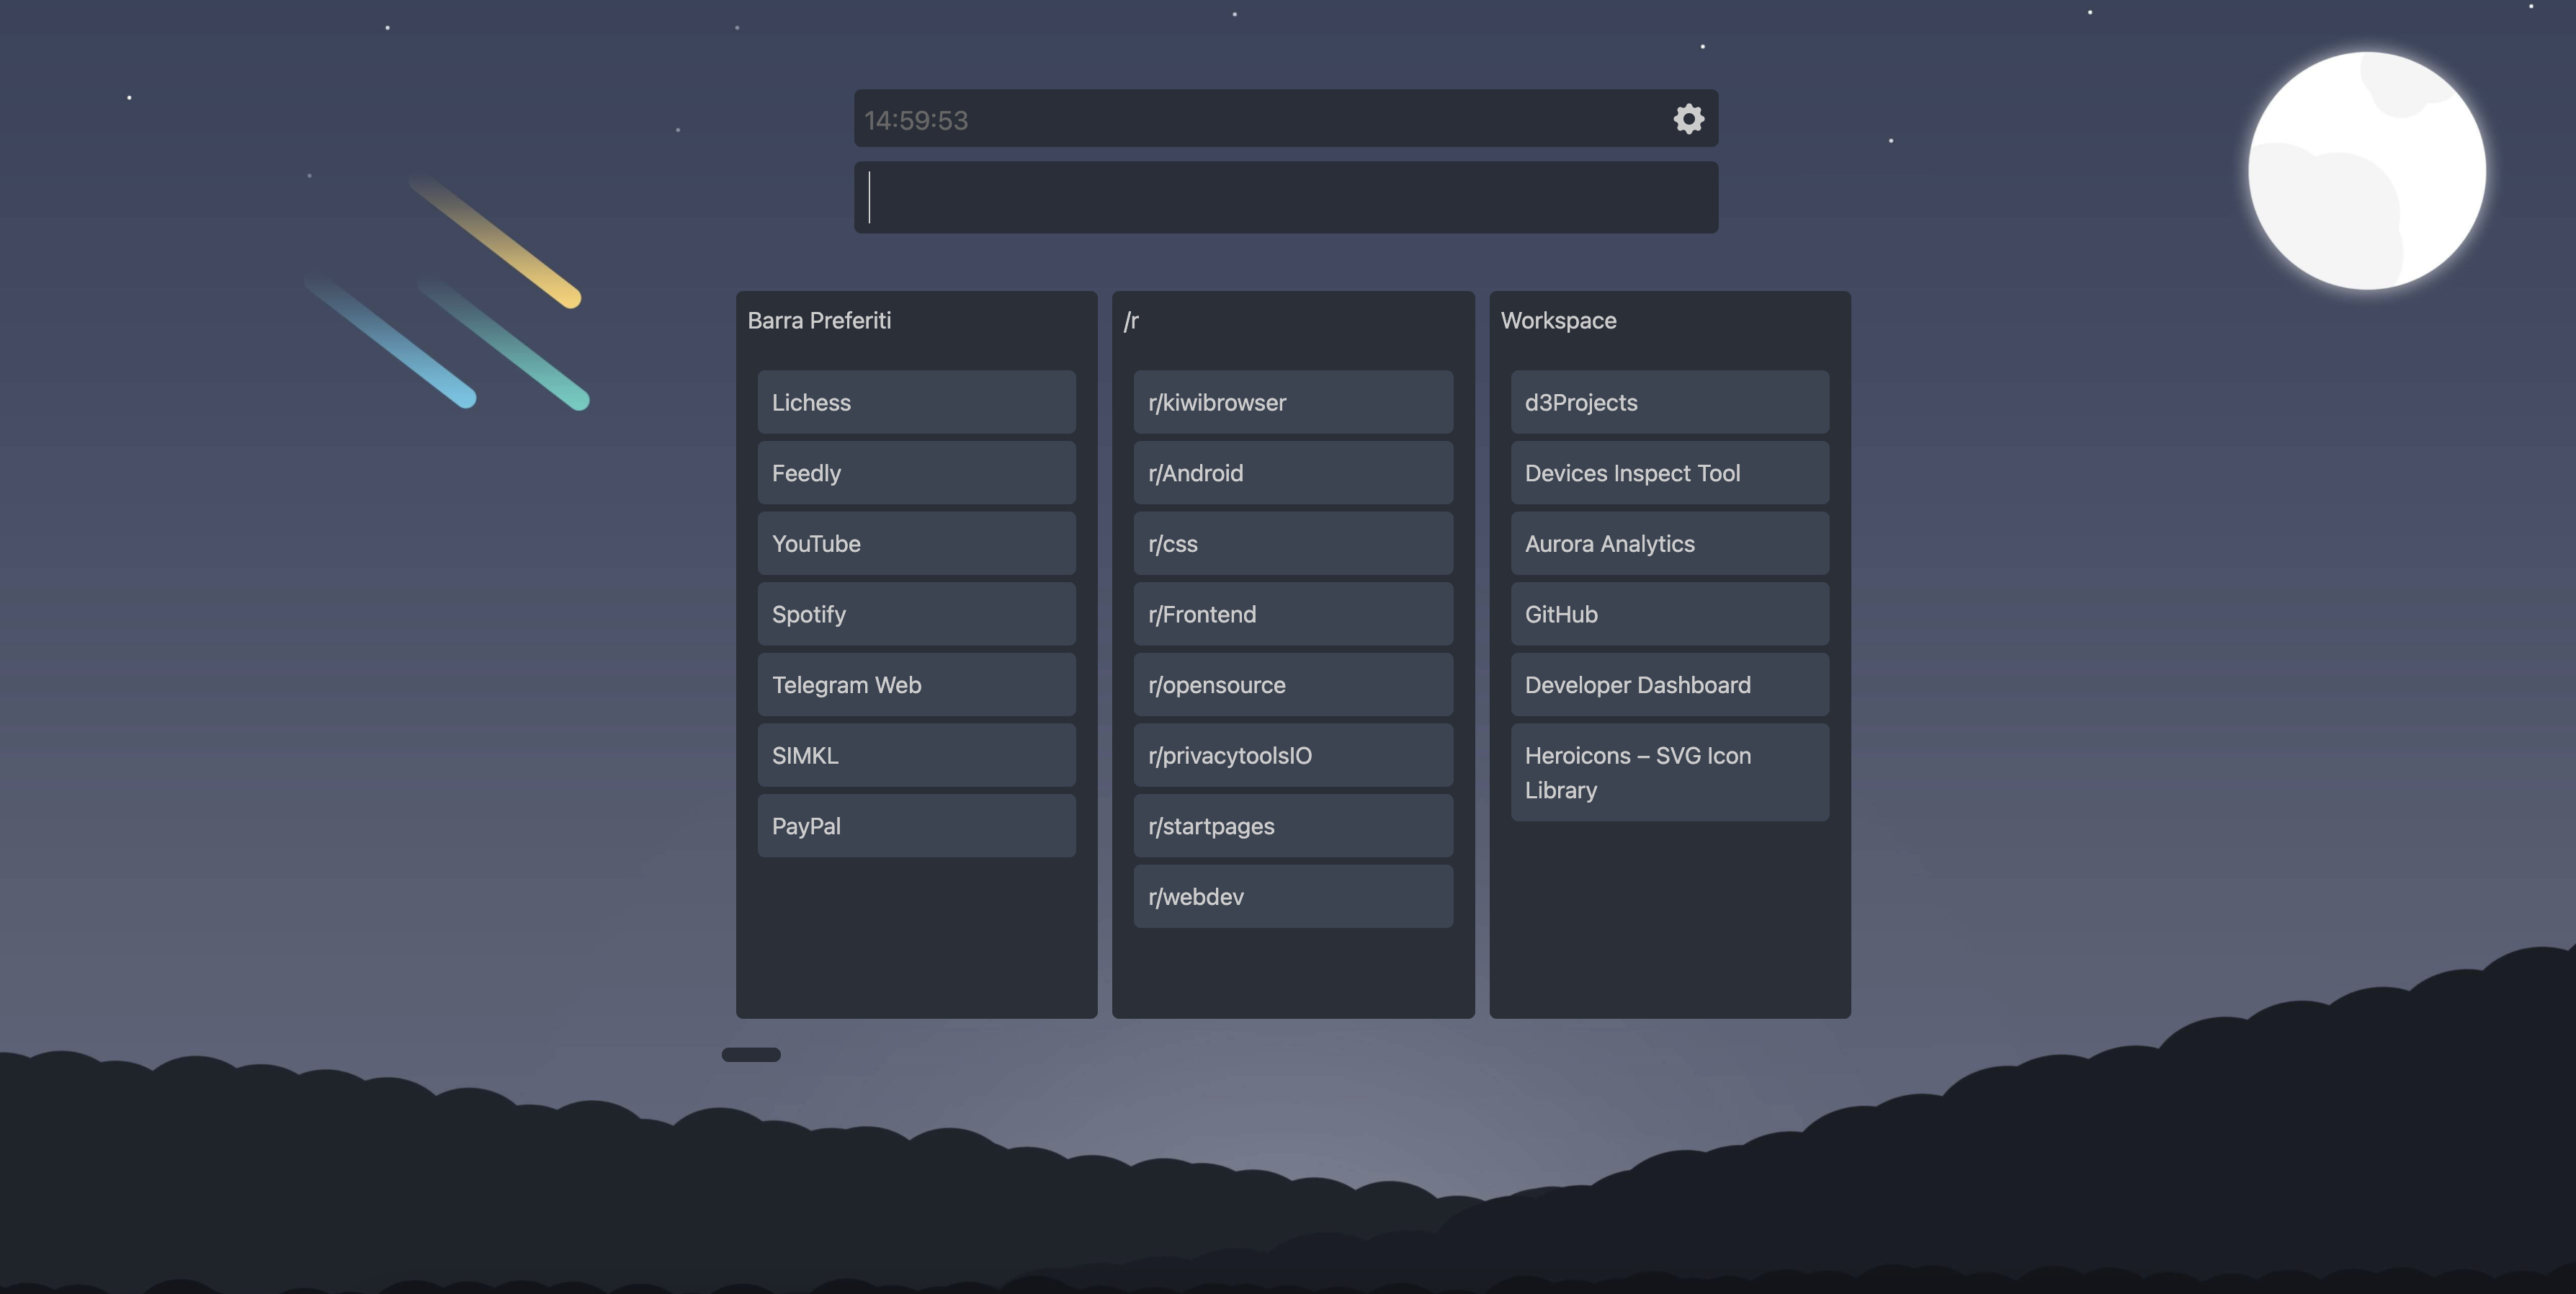 14:59:53
Barra Preferiti
Lichess
Feedly
YouTube
Spotify
Telegram Web
SIMKL
PayPal
/r
r/kiwibrowser
r/Android
r/css
r/Frontend
r/opensource
r/privacytoolsIO
r/startpages
r/webdev
Workspace
d3Projects
Devices Inspect Tool
Aurora Analytics
GitHub
Developer Dashboard
Heroicons – SVG Icon
Library